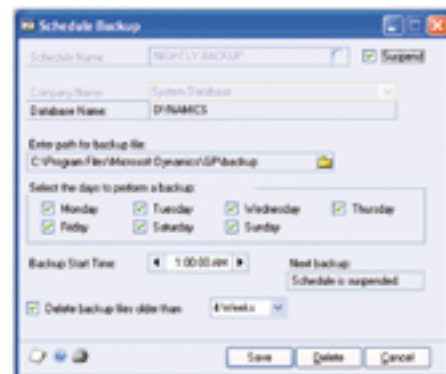 Schedule Backup
Schedule Name: NIGHTLY BACKUP Suspend
Company Name: System Database
Database Name: DYNAMICS
Enter path for backup file:
C:\Program Files\Microsoft Dynamics\GP\backup
Select the days to perform a backup:
Monday Tuesday Wednesday Thursday
Friday Saturday Sunday
Backup Start Time: 1:00:00 AM Next backup:
Schedule is suspended
Delete backup files older than 4 Weeks
Save Delete Cancel